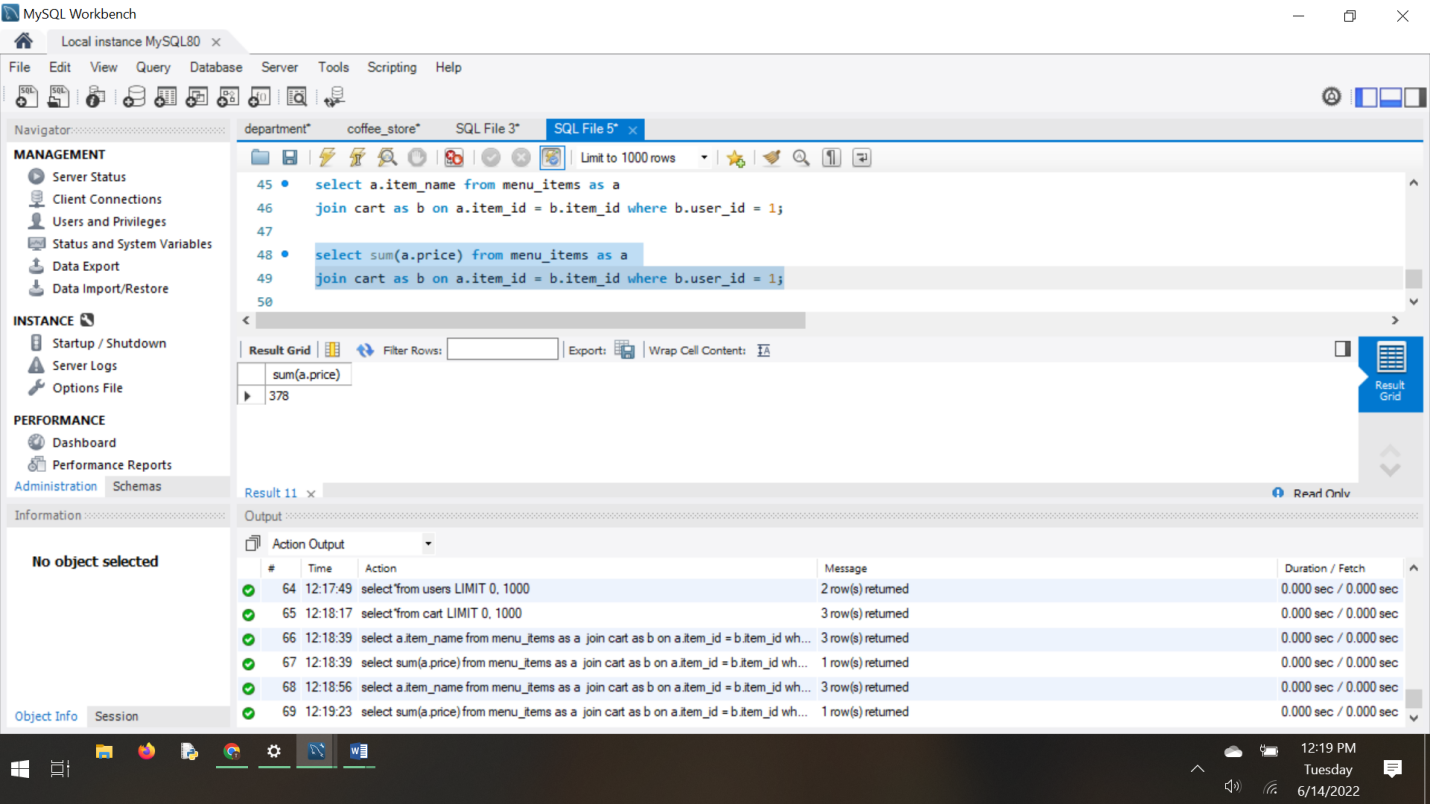 MySQL Workbench
Local instance MySQL80
File Edit View Query Database Server Tools Scripting Help
Navigator
MANAGEMENT
Server Status
Client Connections
Users and Privileges
Status and System Variables
Data Export
Data Import/Restore
INSTANCE
Startup / Shutdown
Server Logs
Options File
PERFORMANCE
Dashboard
Performance Reports
Administration Schemas
Information
No object selected
Object Info Session
department* coffee_store* SQL File 3* SQL File 5*
Limit to 1000 rows
45 select a.item_name from menu_items as a
46 join cart as b on a.item_id = b.item_id where b.user_id = 1;
47
48 select sum(a.price) from menu_items as a
49 join cart as b on a.item_id = b.item_id where b.user_id = 1;
50
Result Grid Filter Rows: Export: Wrap Cell Content:
sum(a.price)
378
Result Grid
Result 11 Read Only
Output
Action Output
# Time Action Message Duration / Fetch
64 12:17:49 select*from users LIMIT 0, 1000 2 row(s) returned 0.000 sec / 0.000 sec
65 12:18:17 select*from cart LIMIT 0, 1000 3 row(s) returned 0.000 sec / 0.000 sec
66 12:18:39 select a.item_name from menu_items as a join cart as b on a.item_id = b.item_id wh... 3 row(s) returned 0.000 sec / 0.000 sec
67 12:18:39 select sum(a.price) from menu_items as a join cart as b on a.item_id = b.item_id wh... 1 row(s) returned 0.000 sec / 0.000 sec
68 12:18:56 select a.item_name from menu_items as a join cart as b on a.item_id = b.item_id wh... 3 row(s) returned 0.000 sec / 0.000 sec
69 12:19:23 select sum(a.price) from menu_items as a join cart as b on a.item_id = b.item_id wh... 1 row(s) returned 0.000 sec / 0.000 sec
12:19 PM
Tuesday
6/14/2022